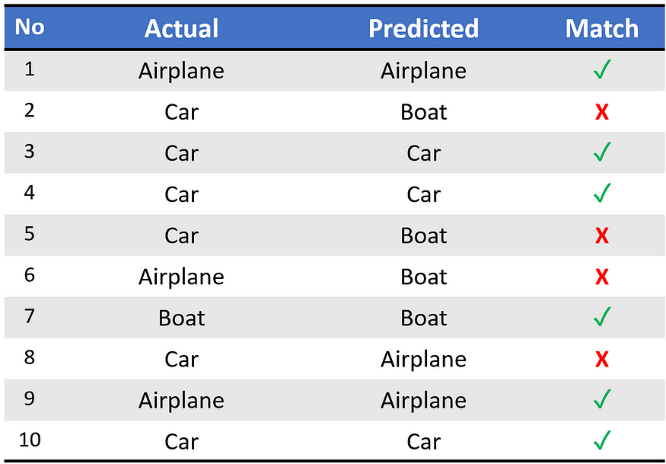 No Actual Predicted Match
1 Airplane Airplane ✓
2 Car Boat X
3 Car Car ✓
4 Car Car ✓
5 Car Boat X
6 Airplane Boat X
7 Boat Boat ✓
8 Car Airplane X
9 Airplane Airplane ✓
10 Car Car ✓